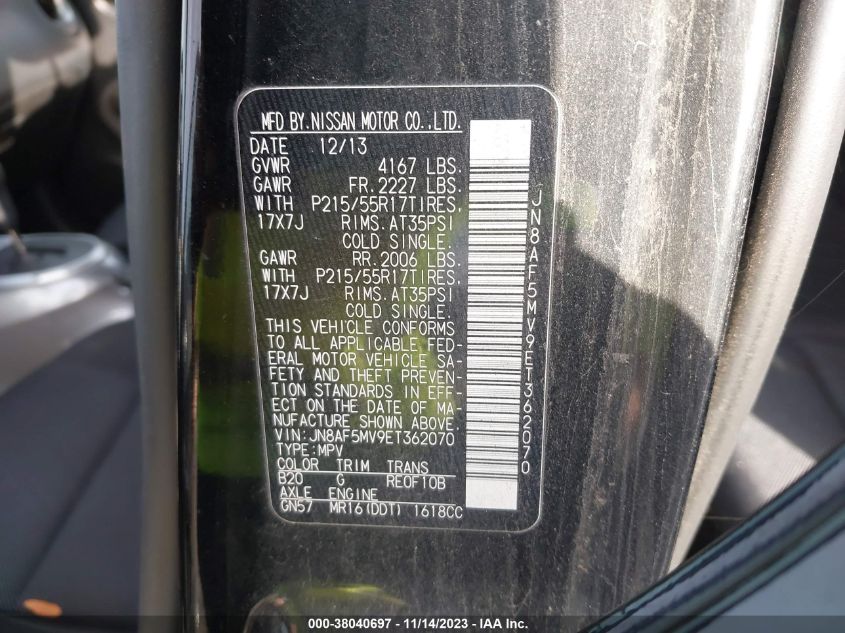 MFD BY.NISSAN MOTOR CO.,LTD.
DATE 12/13
GVWR 4167 LBS.
GAWR FR.2227 LBS.
WITH P215/55R17TIRES,
17X7J RIMS.AT35PSI
COLD SINGLE.
GAWR RR.2006 LBS.
WITH P215/55R17TIRES,
17X7J RIMS.AT35PSI
COLD SINGLE.
THIS VEHICLE CONFORMS
TO ALL APPLICABLE FED-
ERAL MOTOR VEHICLE SA-
FETY AND THEFT PREVEN-
TION STANDARDS IN EFF-
ECT ON THE DATE OF MA-
NUFACTURE SHOWN ABOVE.
VIN:JN8AF5MV9ET362070
TYPE:MPV
COLOR TRIM TRANS
B20 G RE0F10B
AXLE ENGINE
GN57 MR16(DDT) 1618CC
JN8AF5MV9ET362070
000-38040697 - 11/14/2023 - IAA Inc.